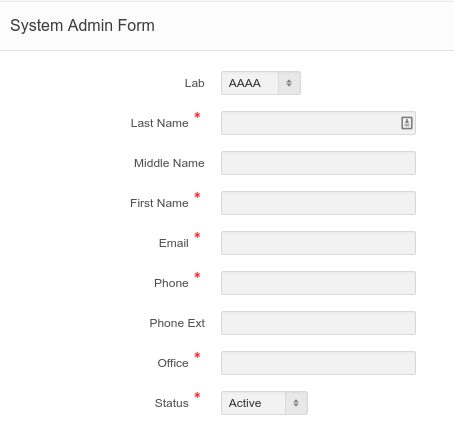 System Admin Form
Lab AAAA
Last Name *
Middle Name
First Name *
Email *
Phone *
Phone Ext
Office *
Status * Active